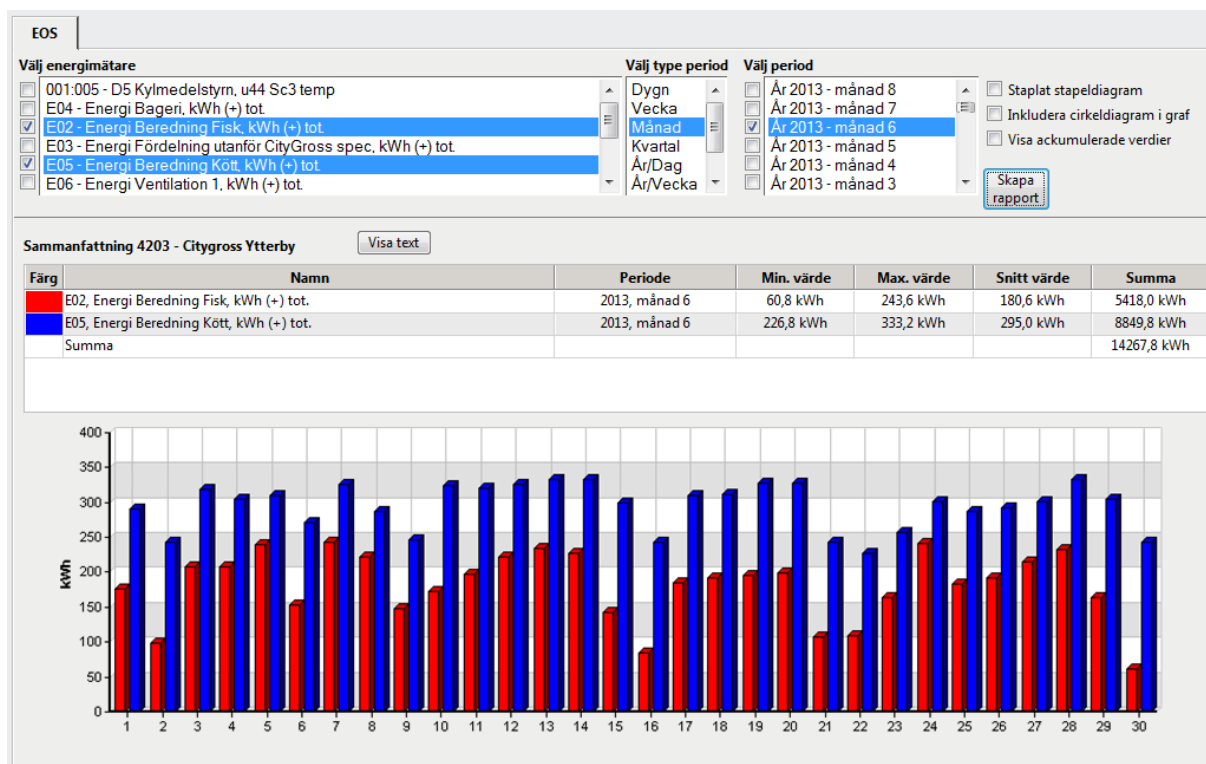 EOS
Välj energimätare
Välj type period
Välj period
001:005 - D5 Kylmedelstyrn, u44 Sc3 temp
E04 - Energi Bageri, kWh (+) tot.
E02 - Energi Beredning Fisk, kWh (+) tot.
E03 - Energi Fördelning utanför CityGross spec, kWh (+) tot.
E05 - Energi Beredning Kött, kWh (+) tot.
E06 - Energi Ventilation 1, kWh (+) tot.
Dygn
Vecka
Månad
Kvartal
År/Dag
År/Vecka
År 2013 - månad 8
År 2013 - månad 7
År 2013 - månad 6
År 2013 - månad 5
År 2013 - månad 4
År 2013 - månad 3
Staplat stapeldiagram
Inkludera cirkeldiagram i graf
Visa ackumulerade verdier
Skapa
rapport
Sammanfattning 4203 - Citygross Ytterby
Visa text
Färg Namn Periode Min. värde Max. värde Snitt värde Summa
E02, Energi Beredning Fisk, kWh (+) tot. 2013, månad 6 60,8 kWh 243,6 kWh 180,6 kWh 5418,0 kWh
E05, Energi Beredning Kött, kWh (+) tot. 2013, månad 6 226,8 kWh 333,2 kWh 295,0 kWh 8849,8 kWh
Summa 14267,8 kWh
400
350
300
250
200
150
100
50
0
kWh
1 2 3 4 5 6 7 8 9 10 11 12 13 14 15 16 17 18 19 20 21 22 23 24 25 26 27 28 29 30